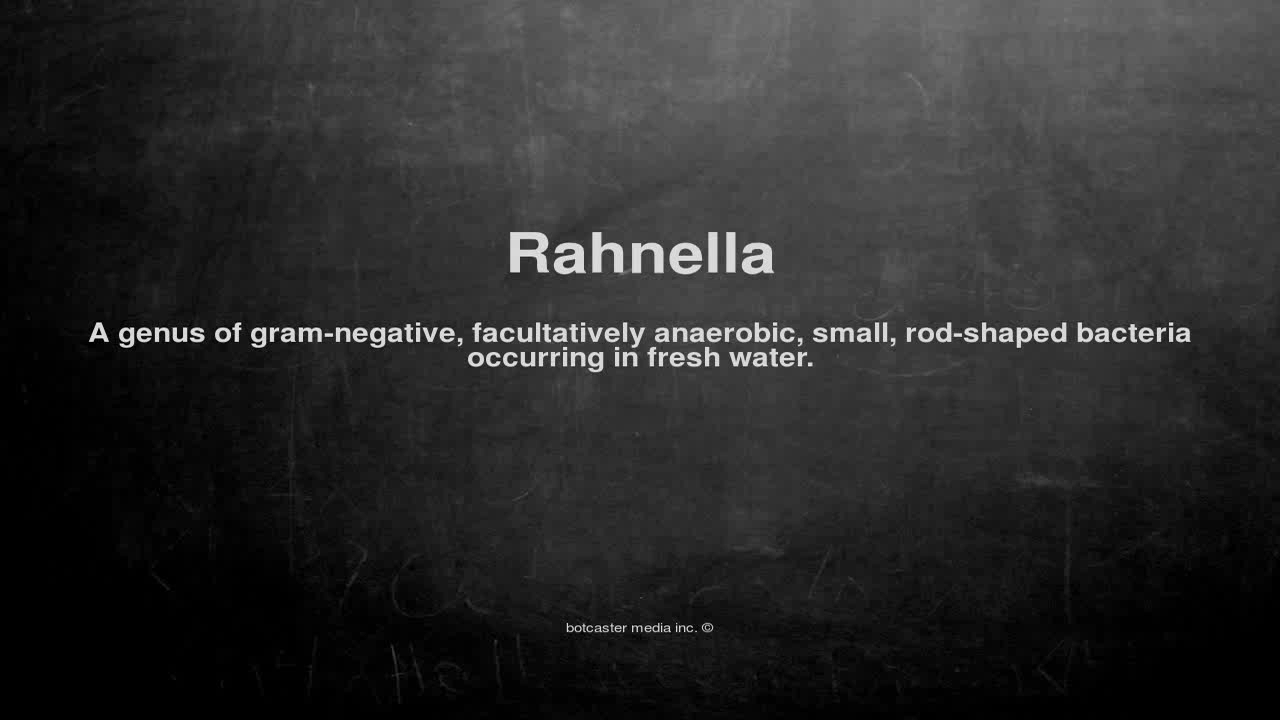 Rahnella
A genus of gram-negative, facultatively anaerobic, small, rod-shaped bacteria
occurring in fresh water.
botcaster media inc. ©